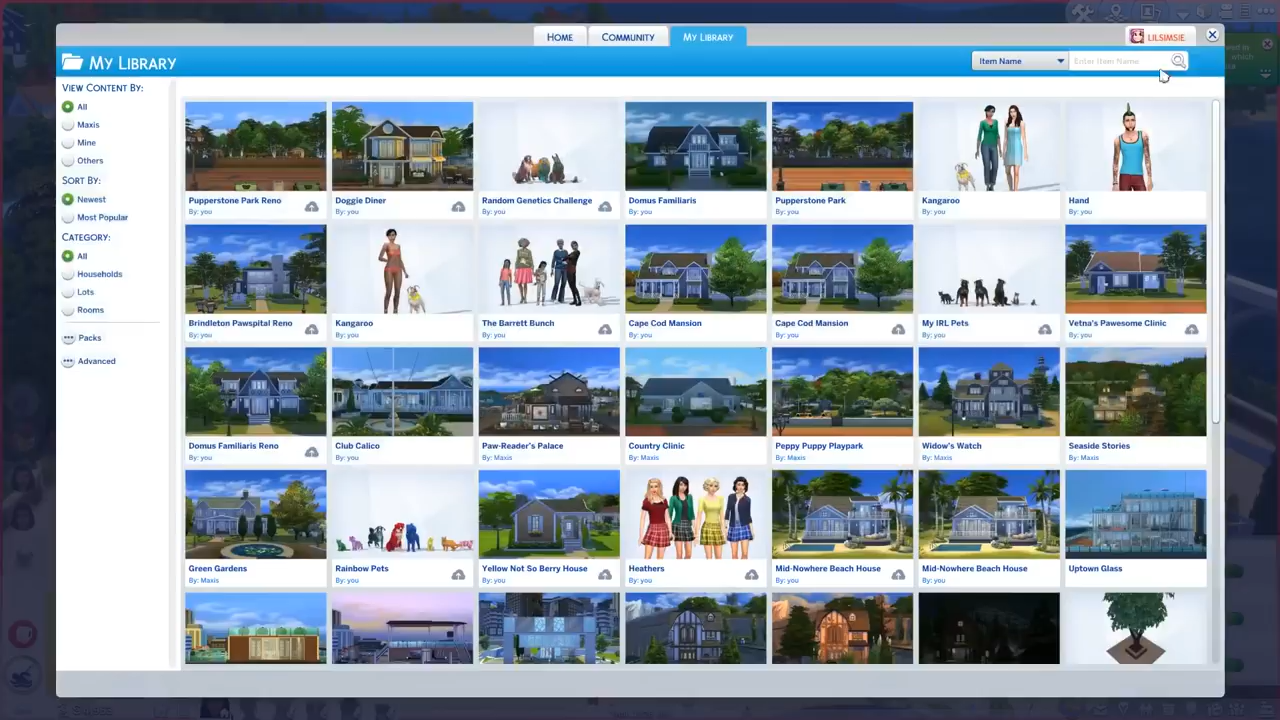 HOME
COMMUNITY
MY LIBRARY
LILSIMSIE
MY LIBRARY
Item Name
Enter Item Name
VIEW CONTENT BY:
All
Maxis
Mine
Others
SORT BY:
Newest
Most Popular
CATEGORY:
All
Households
Lots
Rooms
Packs
Advanced
Pupperstone Park Reno
By: you
Doggie Diner
By: you
Random Genetics Challenge
By: you
Domus Familiaris
By: you
Pupperstone Park
By: you
Kangaroo
By: you
Hand
By: you
Brindleton Pawspital Reno
By: you
Kangaroo
By: you
The Barrett Bunch
By: you
Cape Cod Mansion
By: you
Cape Cod Mansion
By: you
My IRL Pets
By: you
Vetna's Pawesome Clinic
By: you
Domus Familiaris Reno
By: you
Club Calico
By: you
Paw-Reader's Palace
By: Maxis
Country Clinic
By: Maxis
Peppy Puppy Playpark
By: Maxis
Widow's Watch
By: Maxis
Seaside Stories
By: Maxis
Green Gardens
By: Maxis
Rainbow Pets
By: you
Yellow Not So Berry House
By: you
Heathers
By: you
Mid-Nowhere Beach House
By: you
Mid-Nowhere Beach House
By: you
Uptown Glass